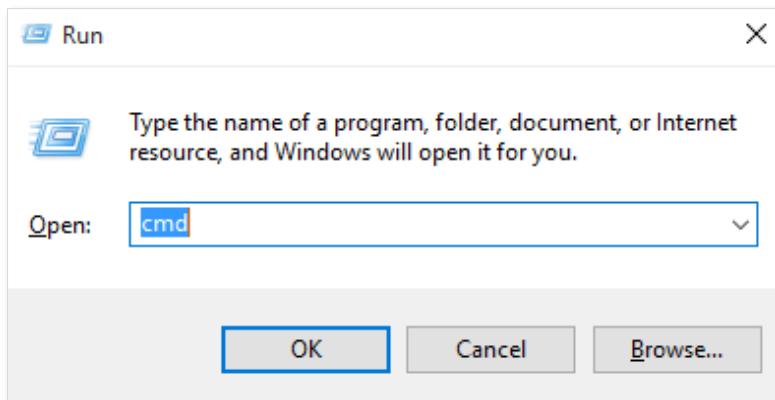 Run
Type the name of a program, folder, document, or Internet
resource, and Windows will open it for you.
Open: cmd
OK Cancel Browse...